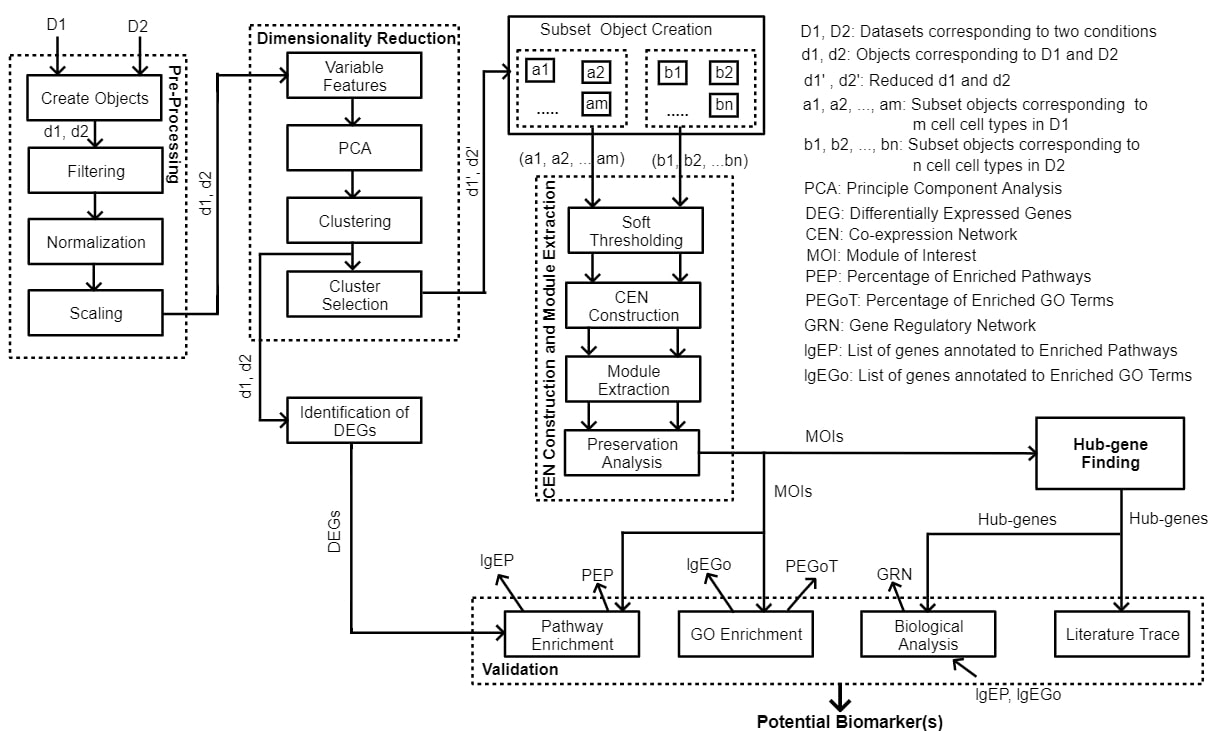 D1
D2
Pre-Processing
Create Objects
d1, d2
Filtering
Normalization
Scaling
d1, d2
Dimensionality Reduction
Variable
Features
PCA
Clustering
Cluster
Selection
d1, d2
d1', d2'
Identification of
DEGs
DEGs
Subset Object Creation
a1
a2
.....
am
b1
b2
.....
bn
(a1, a2, ... am)
(b1, b2, ...bn)
CEN Construction and Module Extraction
Soft
Thresholding
CEN
Construction
Module
Extraction
Preservation
Analysis
MOIs
MOIs
Hub-gene
Finding
Hub-genes
Hub-genes
D1, D2: Datasets corresponding to two conditions
d1, d2: Objects corresponding to D1 and D2
d1' , d2': Reduced d1 and d2
a1, a2, ..., am: Subset objects corresponding to
m cell cell types in D1
b1, b2, ..., bn: Subset objects corresponding to
n cell cell types in D2
PCA: Principle Component Analysis
DEG: Differentially Expressed Genes
CEN: Co-expression Network
MOI: Module of Interest
PEP: Percentage of Enriched Pathways
PEGoT: Percentage of Enriched GO Terms
GRN: Gene Regulatory Network
lgEP: List of genes annotated to Enriched Pathways
lgEGo: List of genes annotated to Enriched GO Terms
lgEP
PEP
lgEGo
PEGoT
GRN
Pathway
Enrichment
GO Enrichment
Biological
Analysis
Literature Trace
Validation
lgEP, lgEGo
Potential Biomarker(s)